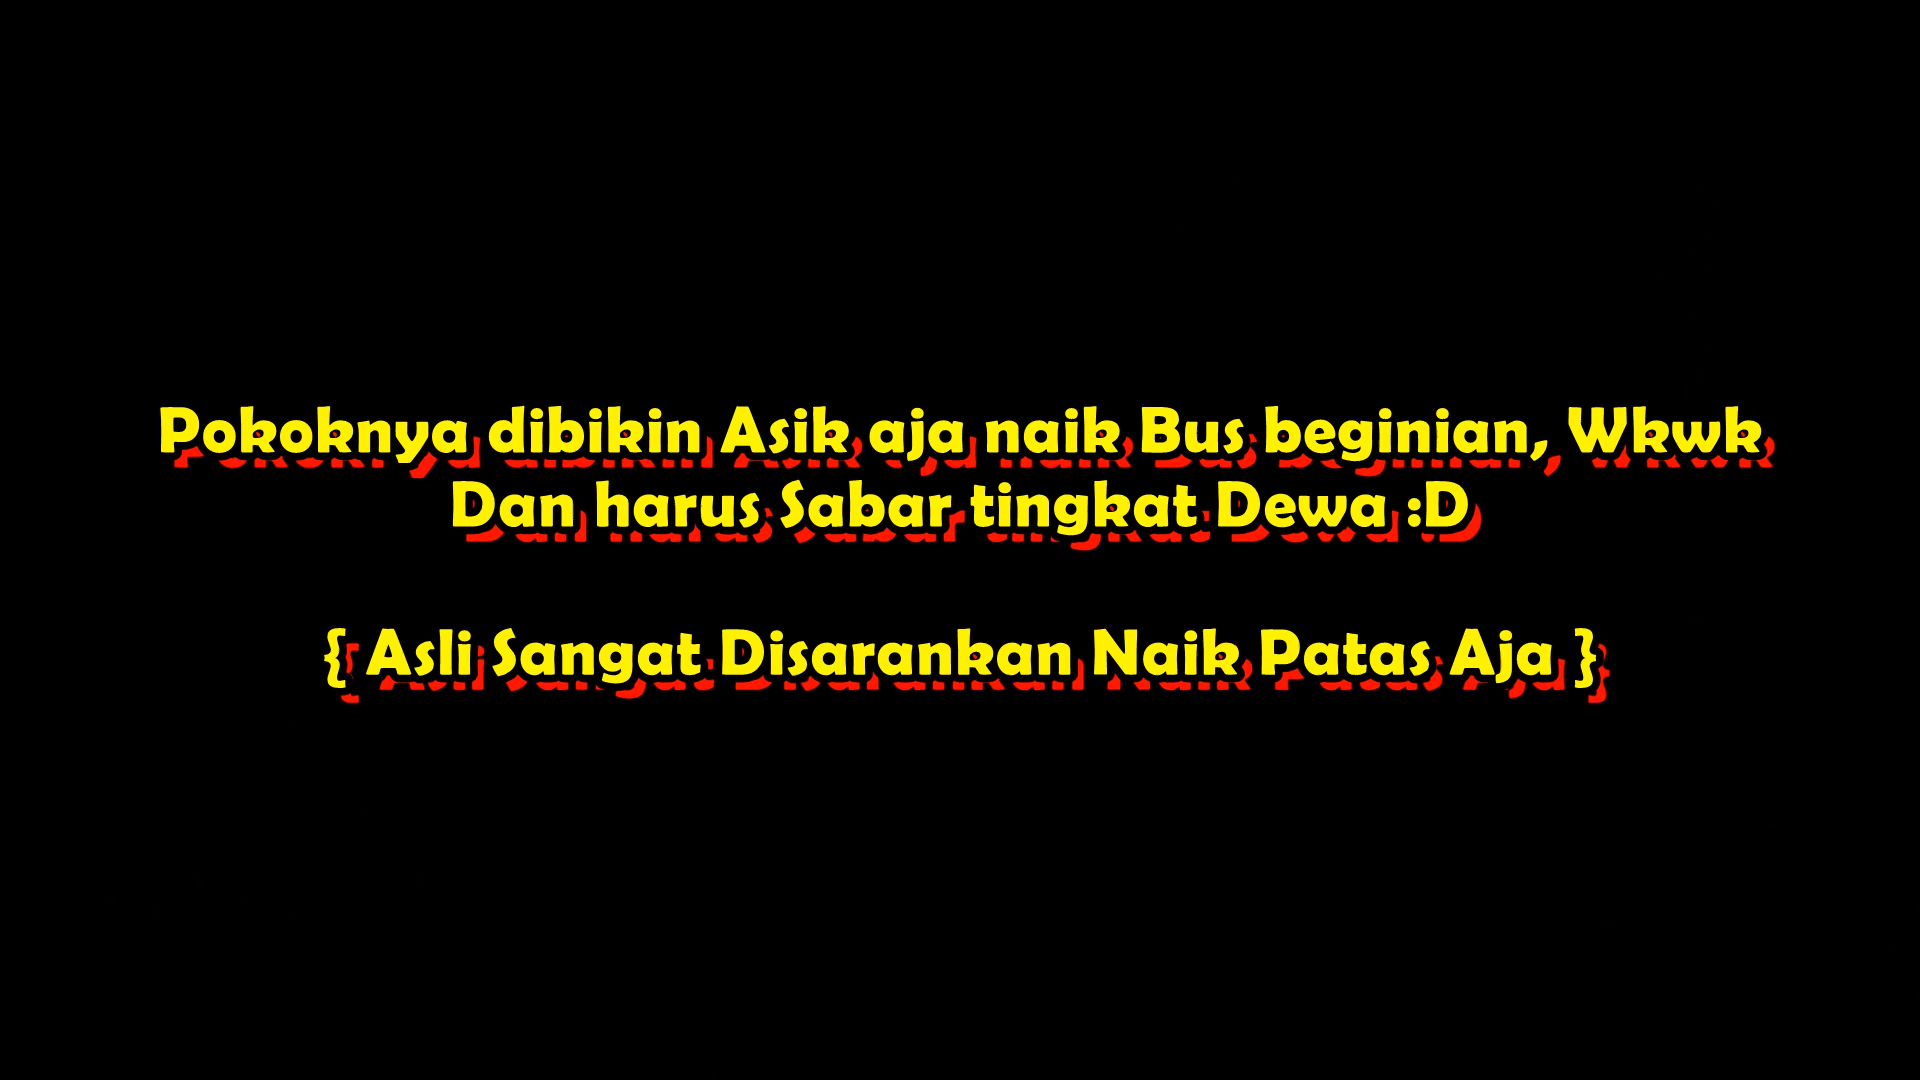 Pokoknya dibikin Asik aja naik Bus beginian, Wkwk
Dan harus Sabar tingkat Dewa :D
{ Asli Sangat Disarankan Naik Patas Aja }